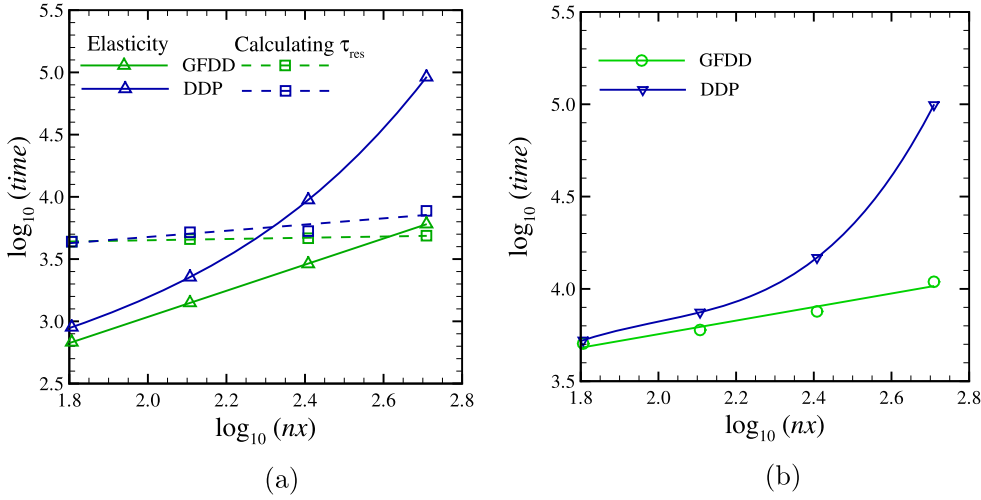 5.5
5.0
4.5
4.0
3.5
3.0
2.5
log10 (time)
Elasticity Calculating τres
GFDD
DDP
1.8 2.0 2.2 2.4 2.6 2.8
log10 (nx)
(a)
5.5
5.0
4.5
4.0
3.5
log10 (time)
GFDD
DDP
1.8 2.0 2.2 2.4 2.6 2.8
log10 (nx)
(b)